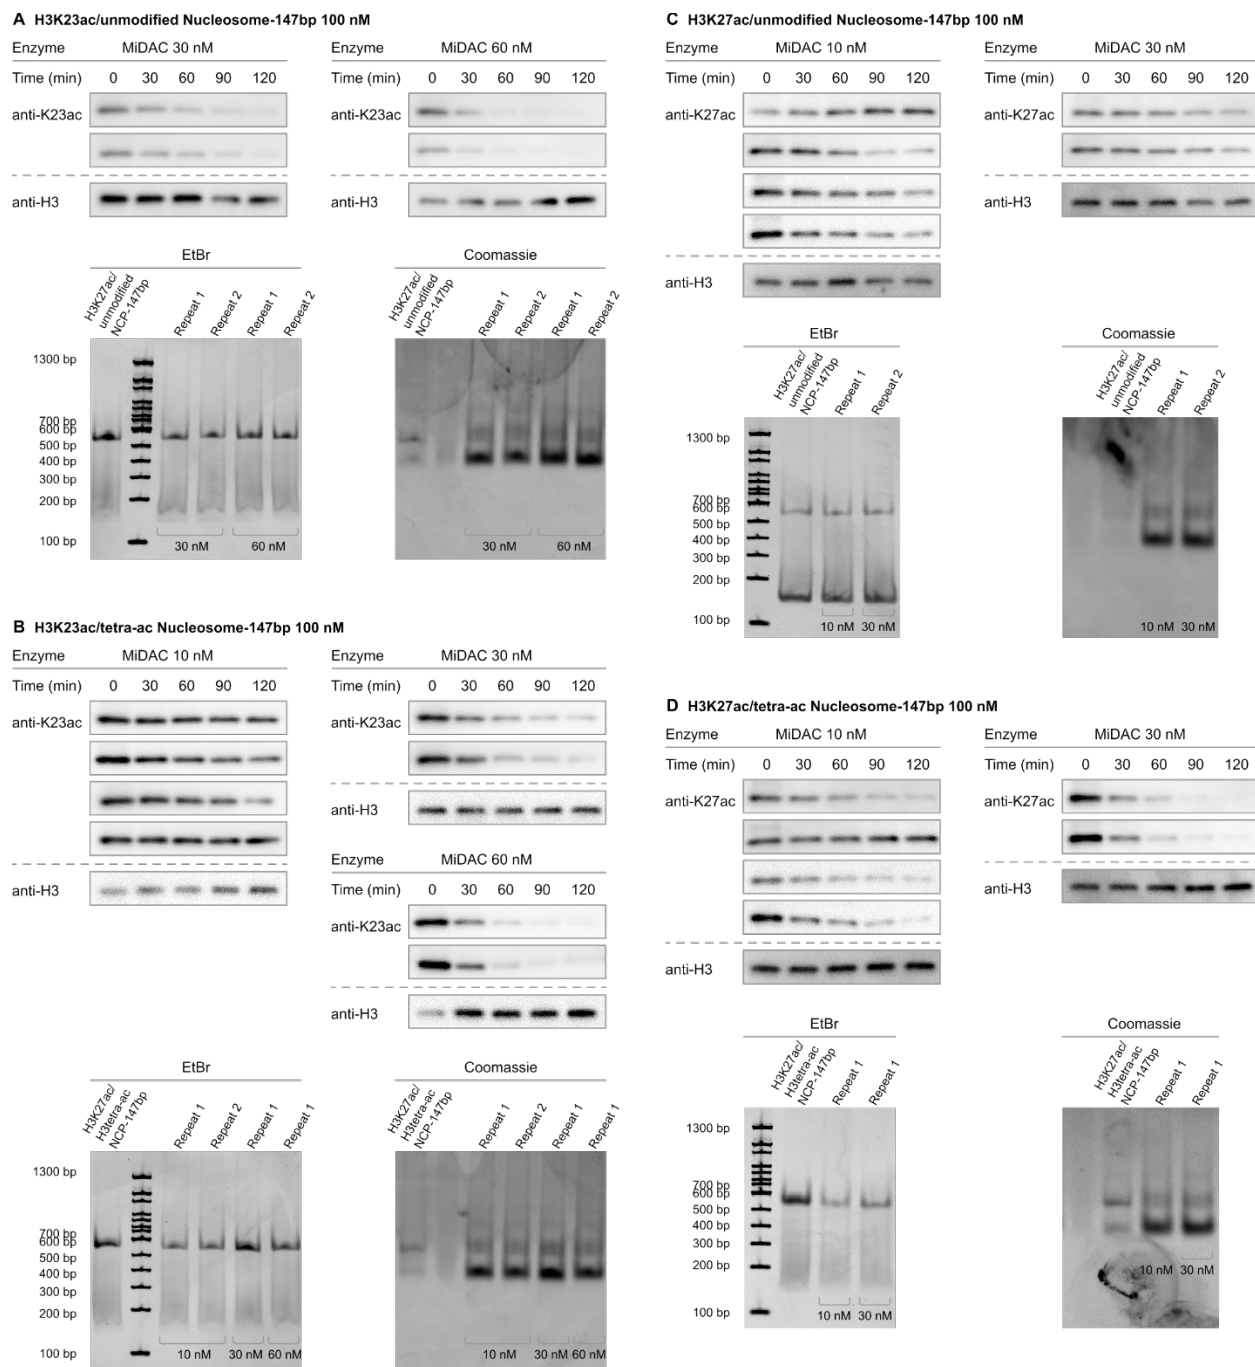 A H3K23ac/unmodified Nucleosome-147bp 100 nM
Enzyme MiDAC 30 nM MiDAC 60 nM
Time (min) 0 30 60 90 120 0 30 60 90 120
anti-K23ac anti-K23ac
anti-H3 anti-H3
EtBr Coomassie
H3K27ac/
unmodified
NCP-147bp
Repeat 1
Repeat 2
Repeat 1
Repeat 2
H3K27ac/
unmodified
NCP-147bp
Repeat 1
Repeat 2
Repeat 1
Repeat 2
1300 bp
700 bp
600 bp
500 bp
400 bp
300 bp
200 bp
100 bp
30 nM 60 nM 30 nM 60 nM
B H3K23ac/tetra-ac Nucleosome-147bp 100 nM
Enzyme MiDAC 10 nM
Time (min) 0 30 60 90 120
anti-K23ac
anti-H3
Enzyme MiDAC 30 nM
Time (min) 0 30 60 90 120
anti-K23ac
anti-H3
Enzyme MiDAC 60 nM
Time (min) 0 30 60 90 120
anti-K23ac
anti-H3
EtBr Coomassie
H3K27ac/
H3tetra-ac
NCP-147bp
Repeat 1
Repeat 2
Repeat 1
Repeat 1
H3K27ac/
H3tetra-ac
NCP-147bp
Repeat 1
Repeat 2
Repeat 1
Repeat 1
1300 bp
700 bp
600 bp
500 bp
400 bp
300 bp
200 bp
100 bp
10 nM 30 nM 60 nM 10 nM 30 nM 60 nM
C H3K27ac/unmodified Nucleosome-147bp 100 nM
Enzyme MiDAC 10 nM MiDAC 30 nM
Time (min) 0 30 60 90 120 Time (min) 0 30 60 90 120
anti-K27ac anti-K27ac
anti-H3
anti-H3
EtBr Coomassie
H3K27ac/
unmodified
NCP-147bp
Repeat 1
Repeat 2
H3K27ac/
unmodified
NCP-147bp
Repeat 1
Repeat 2
1300 bp
700 bp
600 bp
500 bp
400 bp
300 bp
200 bp
100 bp
10 nM 30 nM 10 nM 30 nM
D H3K27ac/tetra-ac Nucleosome-147bp 100 nM
Enzyme MiDAC 10 nM Enzyme MiDAC 30 nM
Time (min) 0 30 60 90 120 Time (min) 0 30 60 90 120
anti-K27ac anti-K27ac
anti-H3
anti-H3
EtBr Coomassie
H3K27ac/
H3tetra-ac
NCP-147bp
Repeat 1
Repeat 1
H3K27ac/
H3tetra-ac
NCP-147bp
Repeat 1
Repeat 1
1300 bp
700 bp
600 bp
500 bp
400 bp
300 bp
200 bp
100 bp
10 nM 30 nM 10 nM 30 nM